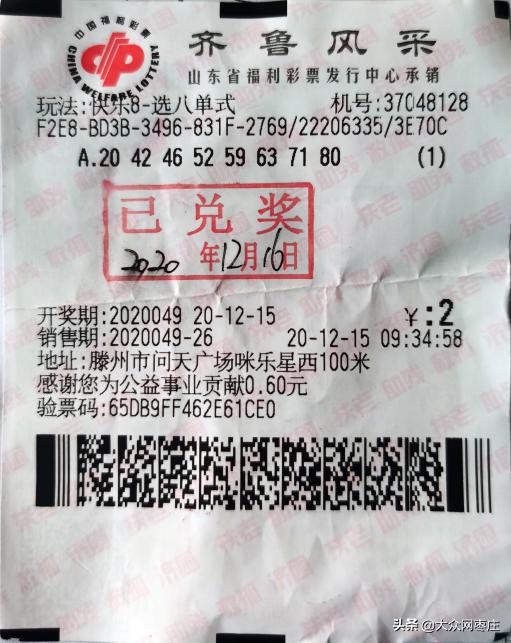 中国福利彩票
CHINA WELFARE LOTTERY
齐鲁风采
山东省福利彩票发行中心承销
玩法:快乐8-选八单式 机号:37048128
F2E8-BD3B-3496-831F-2769/22206335/3E70C
A.20 42 46 52 59 63 71 80 (1)
已兑奖
2020年12月16日
开奖期:2020049 20-12-15 ¥:2
销售期:2020049-26 20-12-15 09:34:58
地址:滕州市问天广场咪乐星西100米
感谢您为公益事业贡献0.60元
验票码:65DB9FF462E61CE0
头条 @大众网枣庄